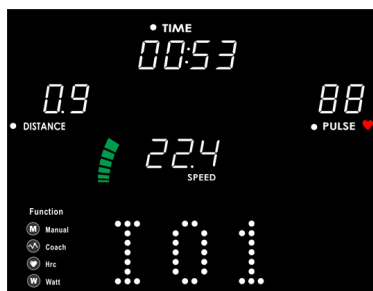 TIME
00:53
0.9
88
DISTANCE
PULSE
22.4
SPEED
Function
M Manual
Coach
Hrc
W Watt
I01